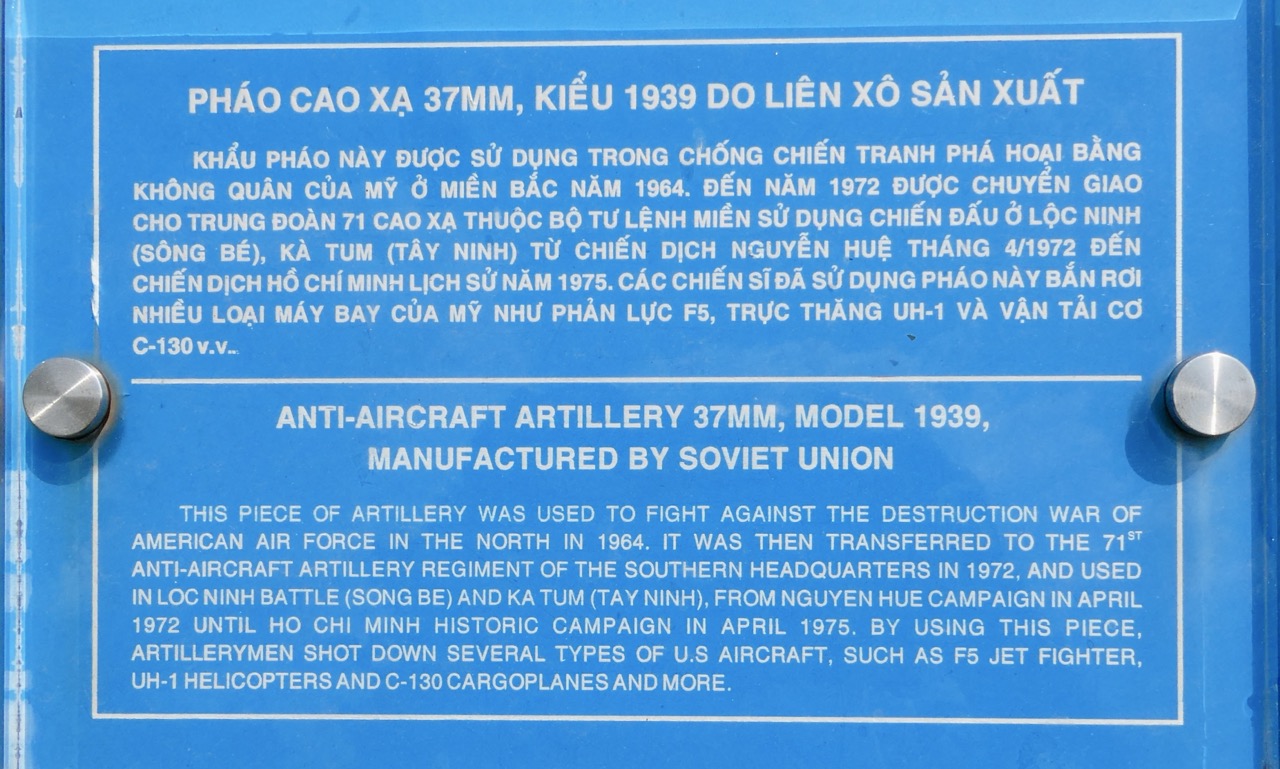 PHÁO CAO XẠ 37MM, KIỂU 1939 DO LIÊN XÔ SẢN XUẤT
KHẨU PHÁO NÀY ĐƯỢC SỬ DỤNG TRONG CHỐNG CHIẾN TRANH PHÁ HOẠI BẰNG
KHÔNG QUÂN CỦA MỸ Ở MIỀN BẮC NĂM 1964. ĐẾN NĂM 1972 ĐƯỢC CHUYỂN GIAO
CHO TRUNG ĐOÀN 71 CAO XẠ THUỘC BỘ TƯ LỆNH MIỀN SỬ DỤNG CHIẾN ĐẤU Ở LỘC NINH
(SÔNG BÉ), KÀ TUM (TÂY NINH) TỪ CHIẾN DỊCH NGUYỄN HUỆ THÁNG 4/1972 ĐẾN
CHIẾN DỊCH HỒ CHÍ MINH LỊCH SỬ NĂM 1975. CÁC CHIẾN SĨ ĐÃ SỬ DỤNG PHÁO NÀY BẮN RƠI
NHIỀU LOẠI MÁY BAY CỦA MỸ NHƯ PHẢN LỰC F5, TRỰC THĂNG UH-1 VÀ VẬN TẢI CƠ
C-130 v.v..
ANTI-AIRCRAFT ARTILLERY 37MM, MODEL 1939,
MANUFACTURED BY SOVIET UNION
THIS PIECE OF ARTILLERY WAS USED TO FIGHT AGAINST THE DESTRUCTION WAR OF
AMERICAN AIR FORCE IN THE NORTH IN 1964. IT WAS THEN TRANSFERRED TO THE 71ST
ANTI-AIRCRAFT ARTILLERY REGIMENT OF THE SOUTHERN HEADQUARTERS IN 1972, AND USED
IN LOC NINH BATTLE (SONG BE) AND KA TUM (TAY NINH), FROM NGUYEN HUE CAMPAIGN IN APRIL
1972 UNTIL HO CHI MINH HISTORIC CAMPAIGN IN APRIL 1975. BY USING THIS PIECE,
ARTILLERYMEN SHOT DOWN SEVERAL TYPES OF U.S AIRCRAFT, SUCH AS F5 JET FIGHTER,
UH-1 HELICOPTERS AND C-130 CARGOPLANES AND MORE.